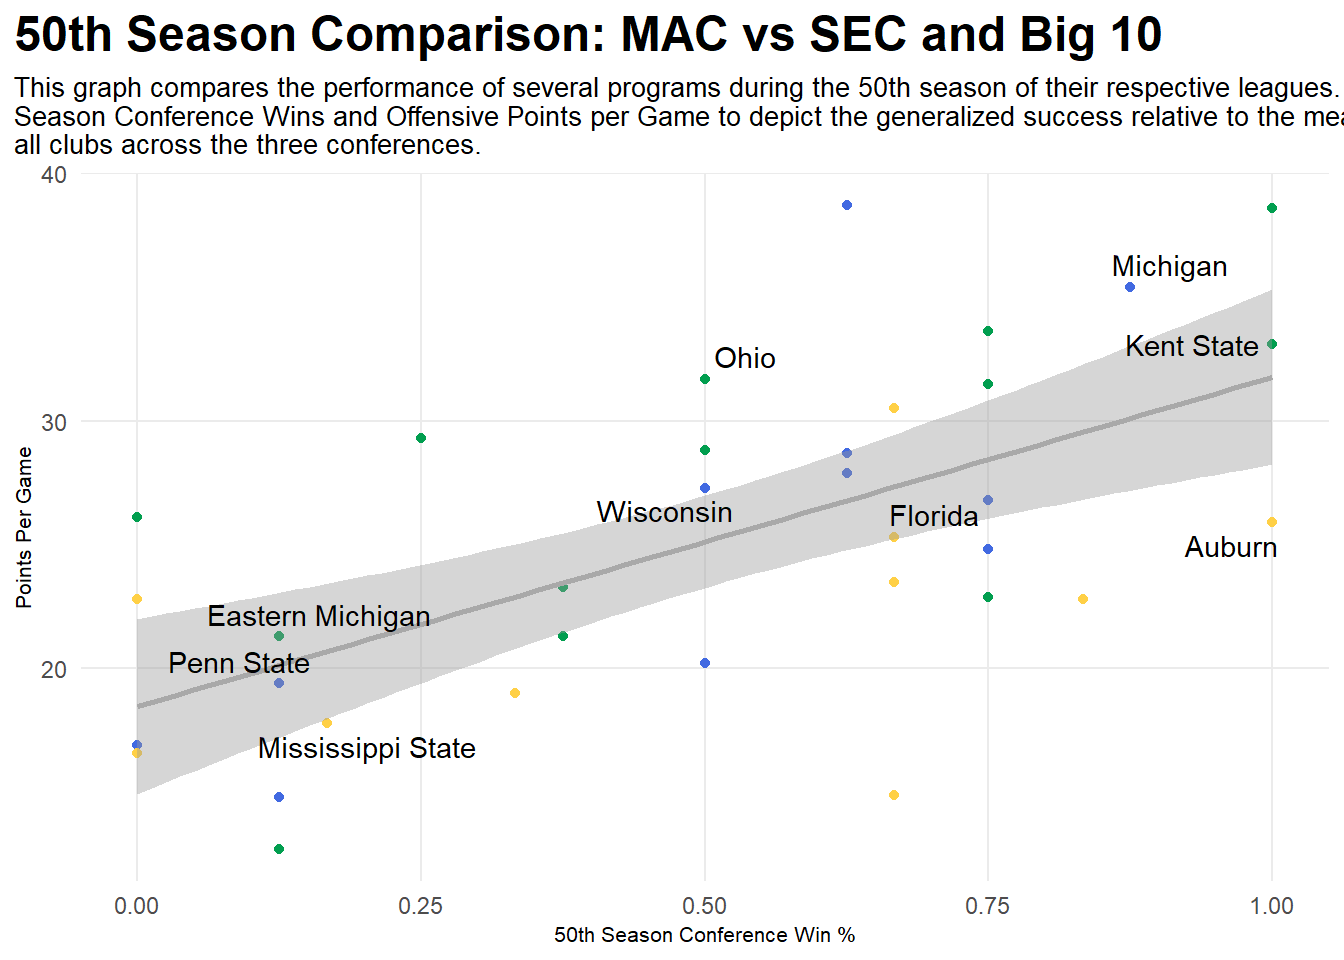 50th Season Comparison: MAC vs SEC and Big 10
This graph compares the performance of several programs during the 50th season of their respective leagues.
Season Conference Wins and Offensive Points per Game to depict the generalized success relative to the
all clubs across the three conferences.
40
Michigan
Kent State
Ohio
30
Points Per Game
Wisconsin
Florida
Auburn
Eastern Michigan
Penn State
20
Mississippi State
0.00 0.25 0.50 0.75 1.00
50th Season Conference Win %